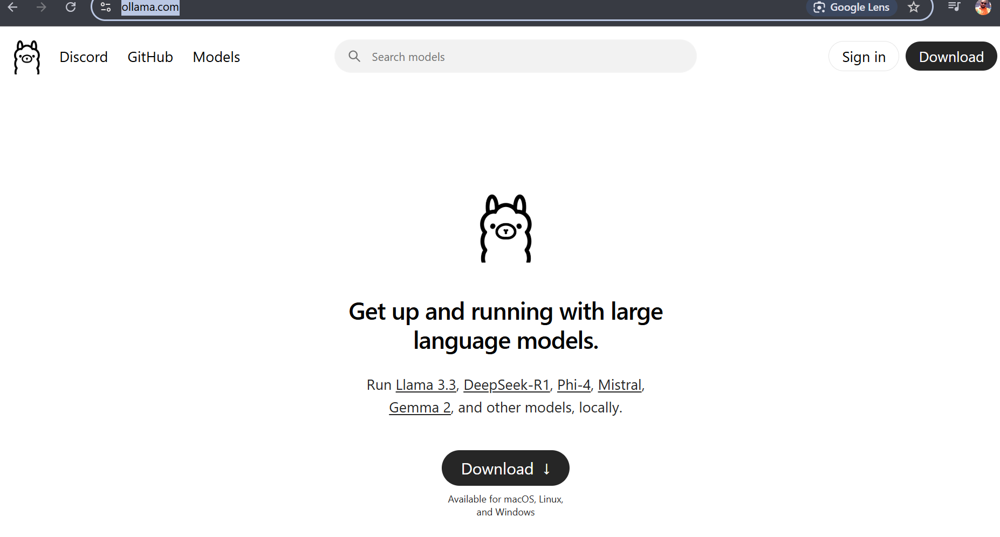 ollama.com
Google Lens
Discord GitHub Models
Search models
Sign in
Download
Get up and running with large
language models.
Run Llama 3.3, DeepSeek-R1, Phi-4, Mistral,
Gemma 2, and other models, locally.
Download ↓
Available for macOS, Linux,
and Windows